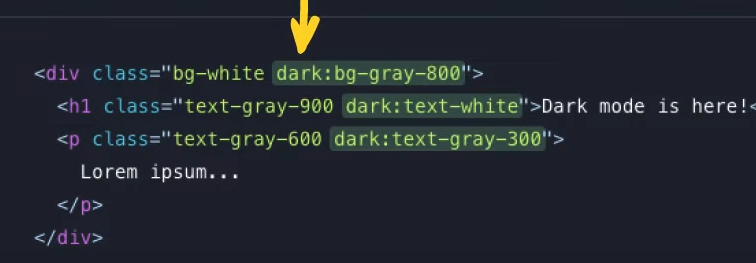 <div class="bg-white dark:bg-gray-800">
<h1 class="text-gray-900 dark:text-white">Dark mode is here!<
<p class="text-gray-600 dark:text-gray-300">
Lorem ipsum...
</p>
</div>